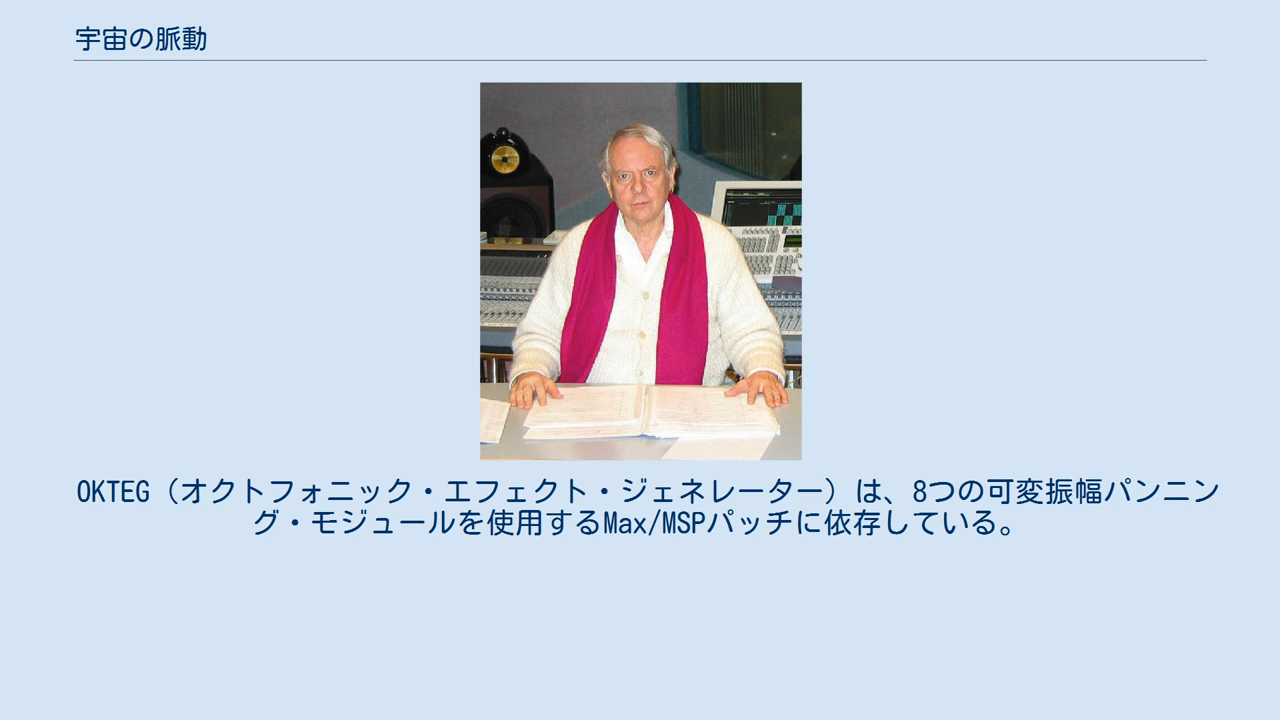 宇宙の脈動
OKTEG（オクトフォニック・エフェクト・ジェネレーター）は、8つの可変振幅パンニン
グ・モジュールを使用するMax/MSPパッチに依存している。